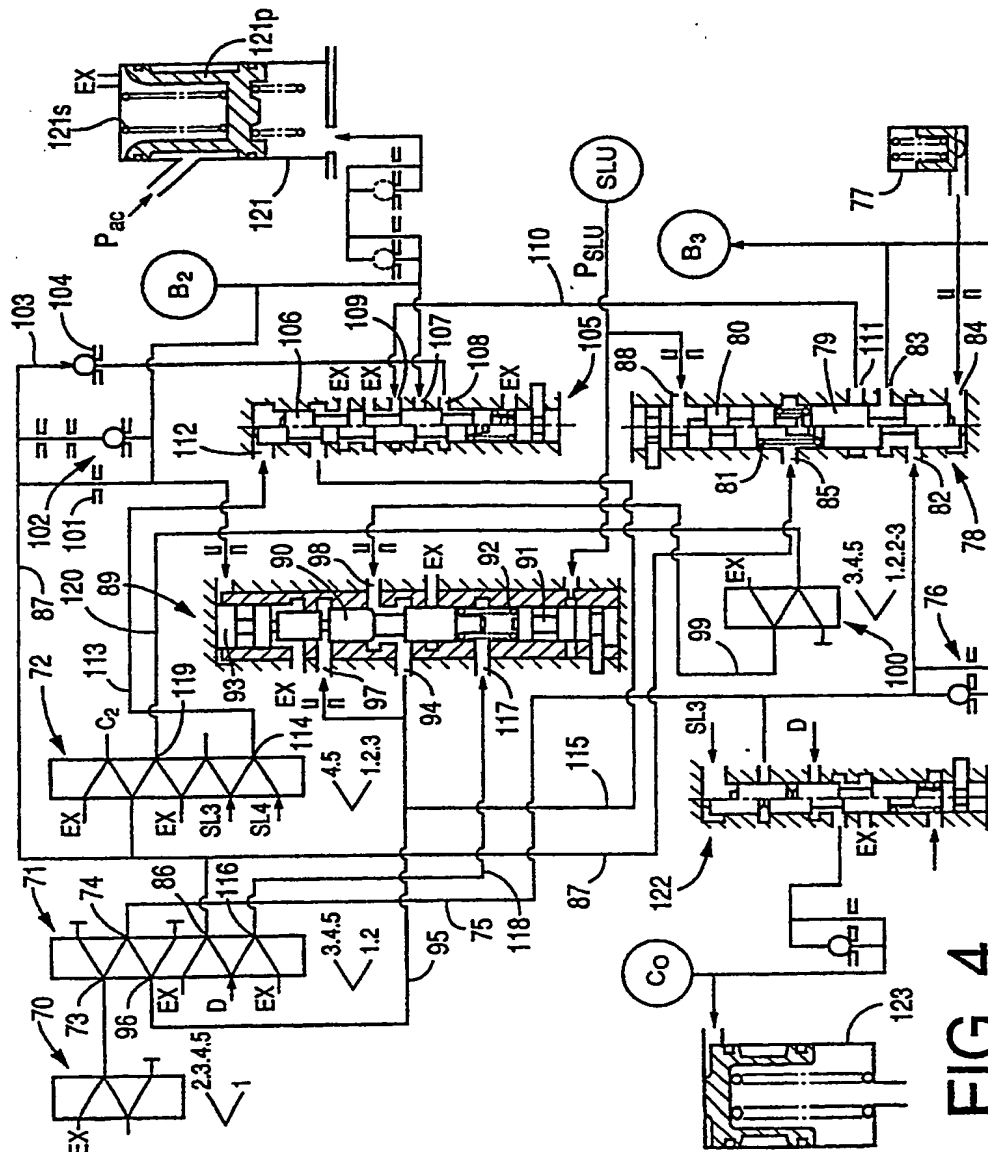 121s
EX
121p
121
Pac
B2
103
104
102
101
87
120
113
72
119
C2
EX
EX
SL3
SL4
114
4.5
1.2.3
71
74
86
116
70
73
96
EX
D
EX
EX
2.3.4.5
1
3.4.5
1.2
95
75
118
87
115
89
93
90
98
EX
92
91
EX
97
94
117
112
106
EX
EX
109
107
108
EX
105
110
SLU
PSLU
88
80
79
111
83
84
81
85
82
78
B3
77
EX
99
100
3.4.5
1.2.2-3
76
SL3
D
EX
122
Co
123
FIG. 4